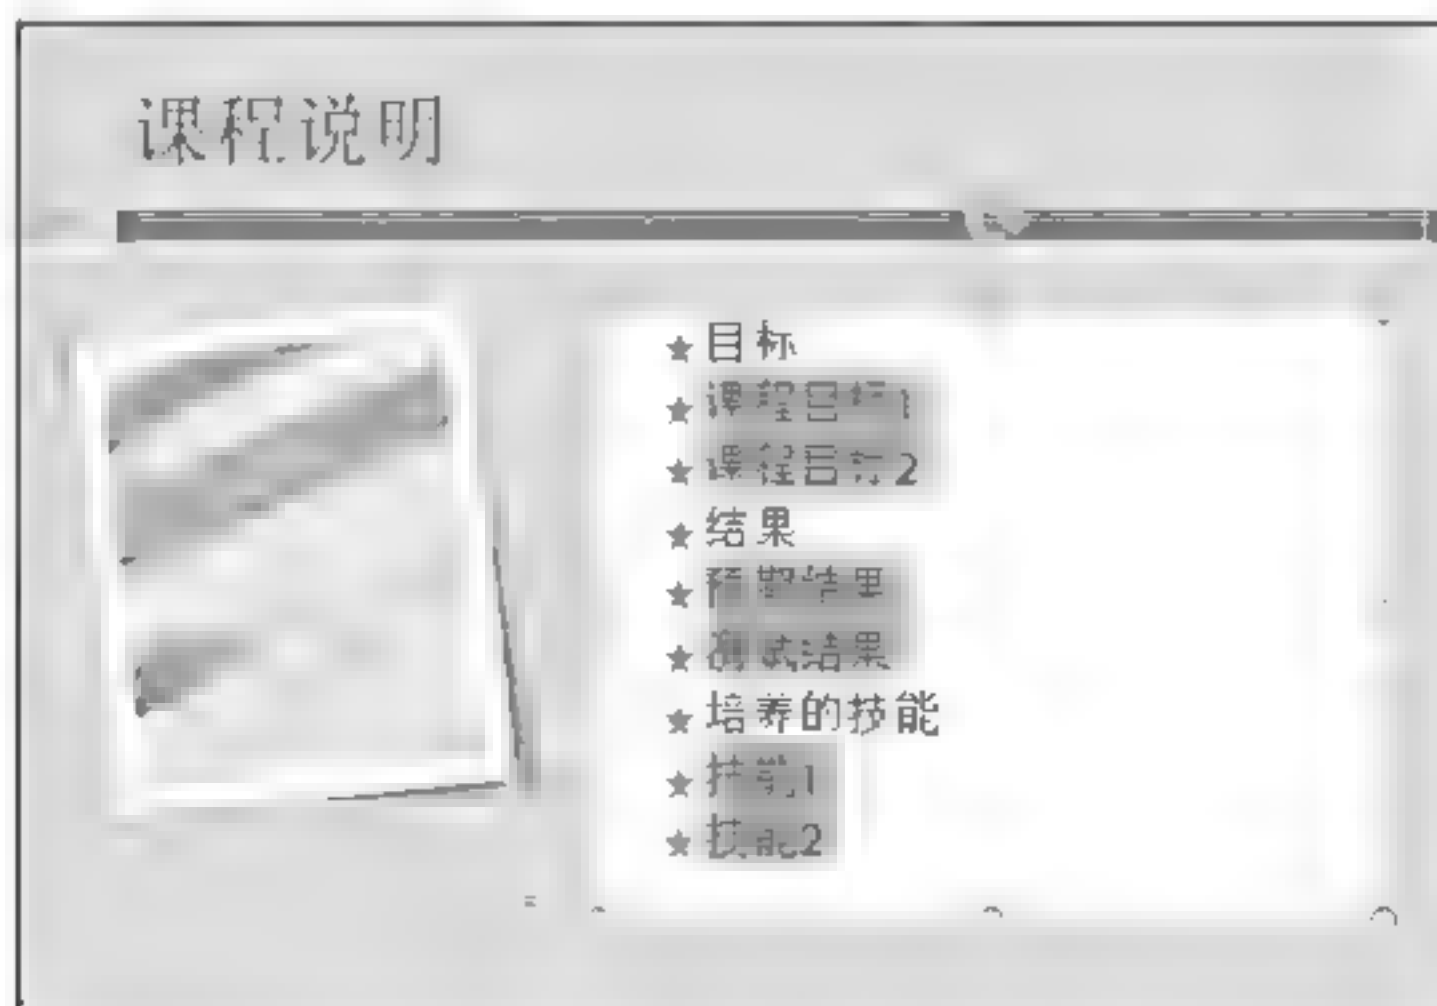 课程说明
目标
课程目标1
课程目标2
结果
预期结果
测试结果
培养的技能
技能1
技能2